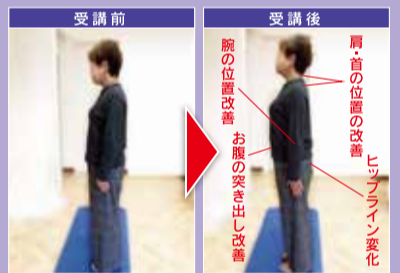 受講前
受講後
肩・首の位置の改善
腕の位置改善
お腹の突き出し改善
ヒップライン変化